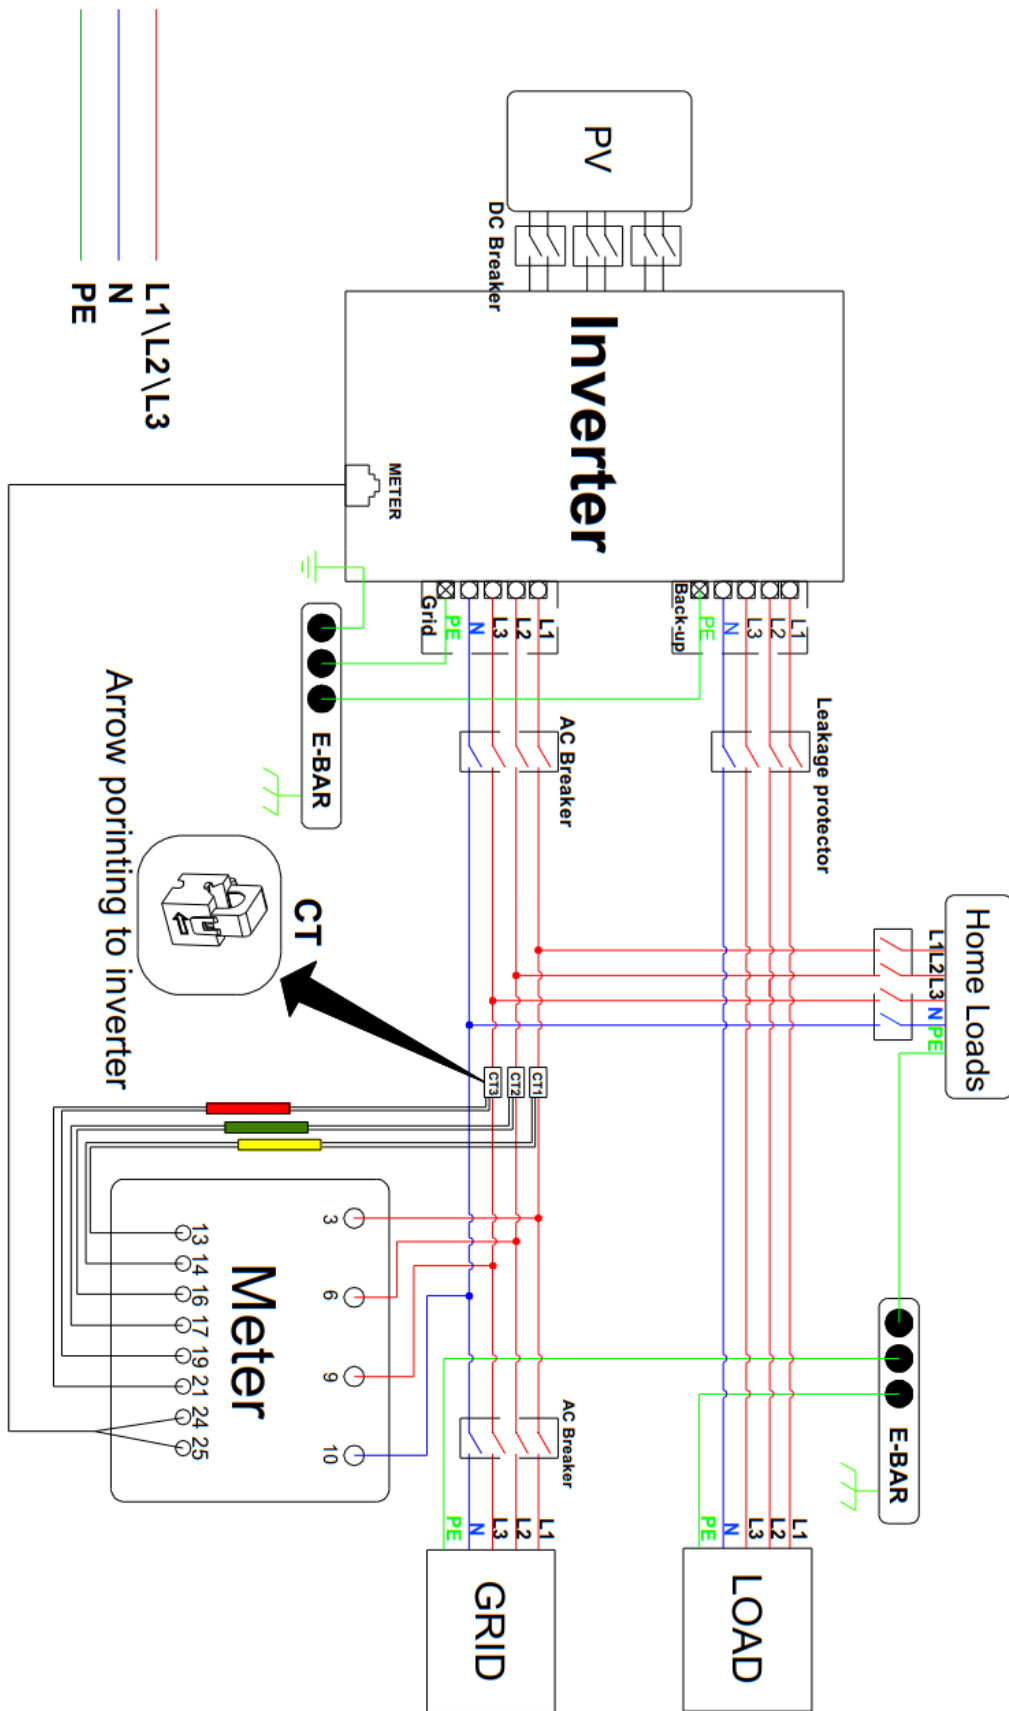 PV
DC Breaker
Inverter
METER
L1\L2\L3
N
PE
Grid
PE
N
L3
L2
L1
Back-up
PE
N
L3
L2
L1
E-BAR
AC Breaker
Leakage protector
Home Loads
L1L2L3 N PE
CT
Arrow porinting to inverter
CT3
CT2
CT1
Meter
3
6
9
10
13
14
16
17
19
21
24
25
AC Breaker
E-BAR
PE
N
L3
L2
L1
GRID
PE
N
L3
L2
L1
LOAD